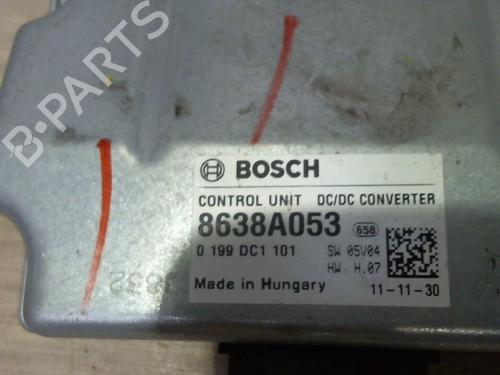 B-PARTS
BOSCH
CONTROL UNIT DC/DC CONVERTER
8638A053 658
0 199 DC1 101 SW 05V04
HW H.07
Made in Hungary 11-11-30